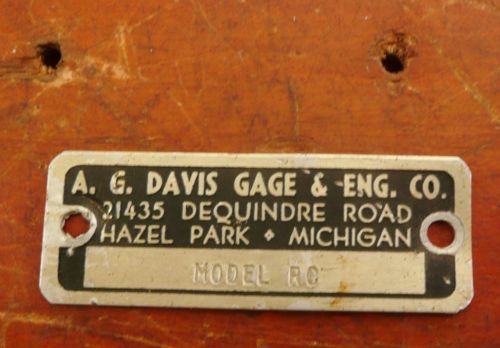 A. G. DAVIS GAGE & ENG. CO.
21435 DEQUINDRE ROAD
HAZEL PARK • MICHIGAN
MODEL RC